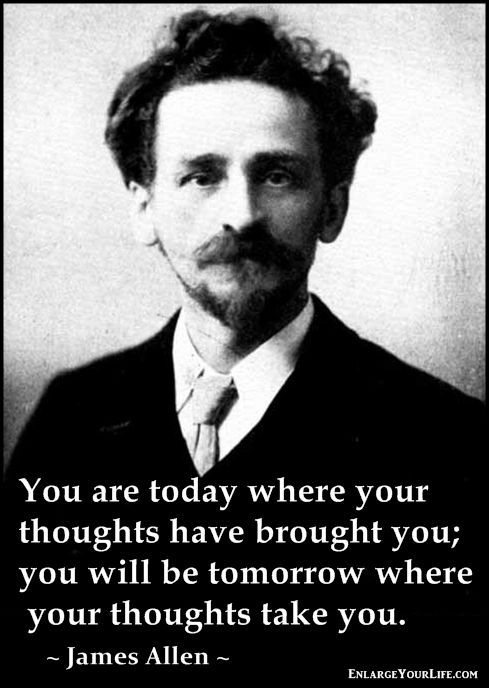 You are today where your
thoughts have brought you;
you will be tomorrow where
your thoughts take you.
~ James Allen ~
EnlargeYourLife.com